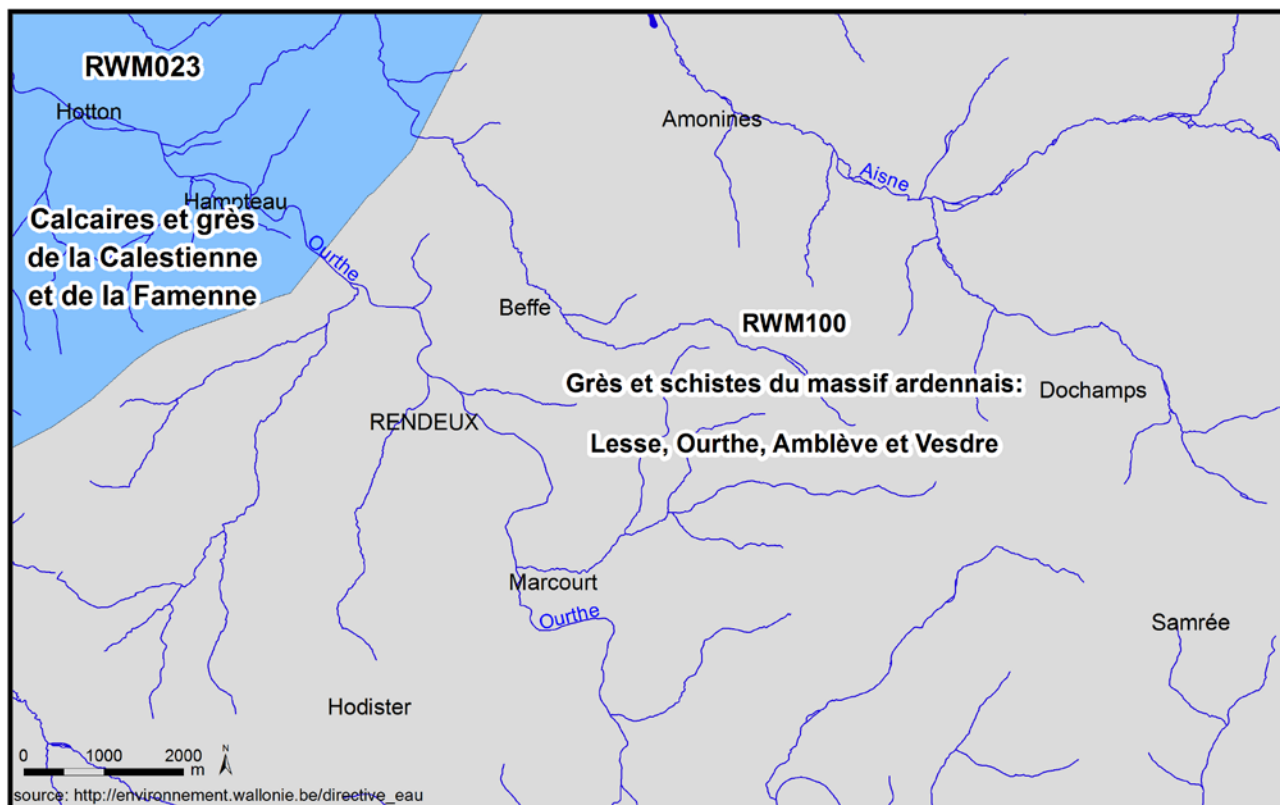 RWM023
Hotton
Amonines
Aisne
Hampteau
Calcaires et grès
de la Calestienne
et de la Famenne
Ourthe
Beffe
RWM100
Grès et schistes du massif ardennais:
Dochamps
RENDEUX
Lesse, Ourthe, Amblève et Vesdre
Marcourt
Ourthe
Samrée
Hodister
0 1000 2000
m
N
source: http://environnement.wallonie.be/directive_eau